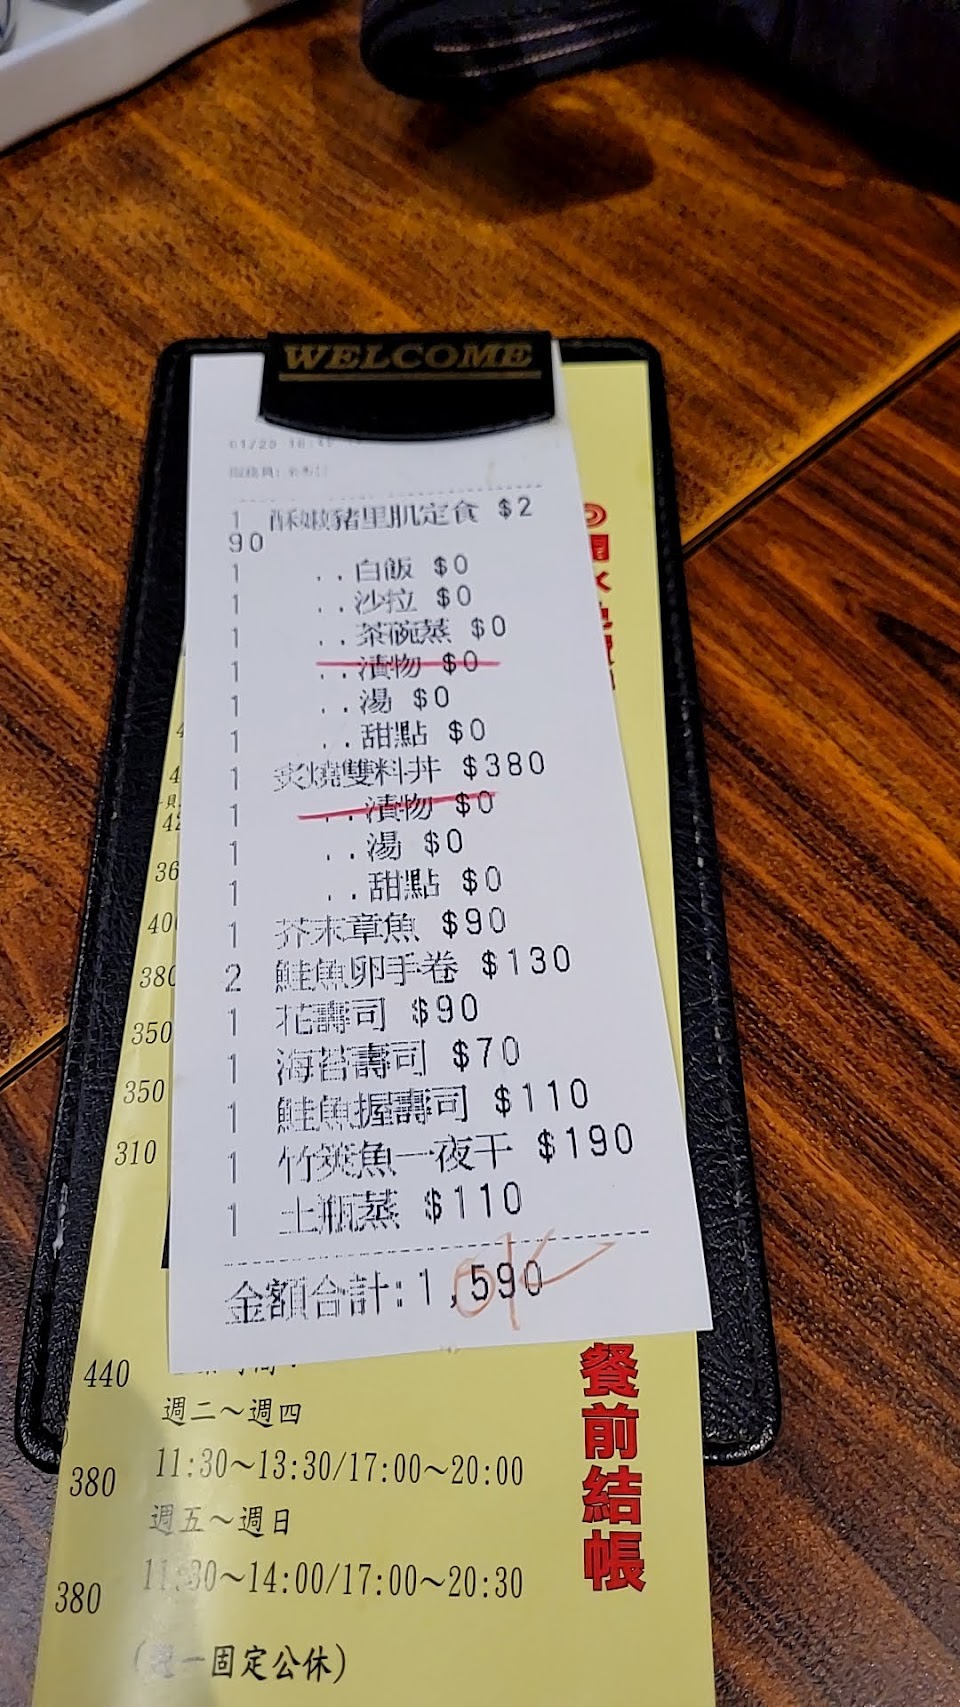 WELCOME
1 酥嫩豬里肌定食 $2
90
1 ..白飯 $0
1 ..沙拉 $0
1 ..茶碗蒸 $0
1 ..漬物 $0
1 ..湯 $0
1 ..甜點 $0
1 炙燒雙料丼 $380
1 ..漬物 $0
1 ..湯 $0
1 ..甜點 $0
1 芥末章魚 $90
2 鮭魚卵手卷 $130
1 花壽司 $90
1 海苔壽司 $70
1 鮭魚握壽司 $110
1 竹筴魚一夜干 $190
1 土瓶蒸 $110
金額合計:1,590
OK
360
400
380
350
350
310
440
週二～週四
380
11:30～13:30/17:00～20:00
週五～週日
380
11:30～14:00/17:00～20:30
(週一固定公休)
餐前結帳